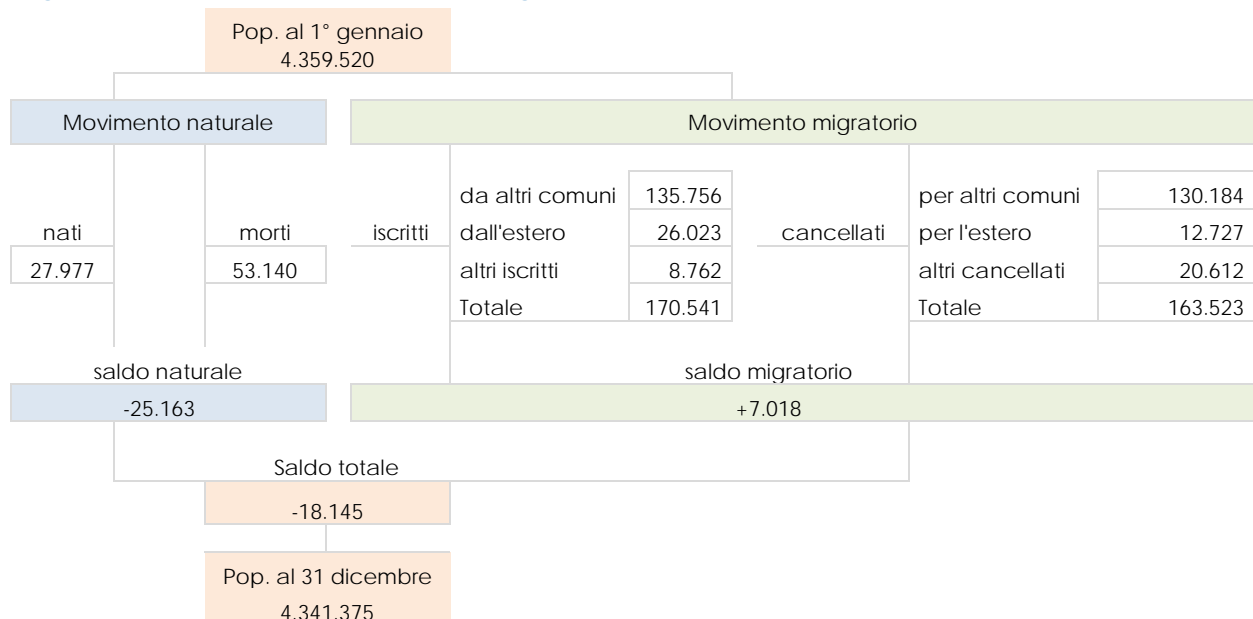 Pop. al 1° gennaio
4.359.520
Movimento naturale
Movimento migratorio
da altri comuni 135.756
per altri comuni 130.184
nati
morti
iscritti
dall'estero 26.023
cancellati
per l'estero 12.727
27.977
53.140
altri iscritti 8.762
altri cancellati 20.612
Totale 170.541
Totale 163.523
saldo naturale
saldo migratorio
-25.163
+7.018
Saldo totale
-18.145
Pop. al 31 dicembre
4.341.375